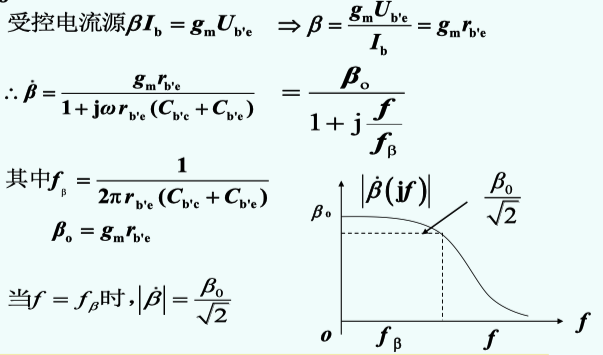 受控电流源βI_b = g_m U_b'e ⇒ β = g_m U_b'e / I_b = g_m r_b'e
∴ β̇ = g_m r_b'e / (1 + jω r_b'e (C_b'c + C_b'e)) = β_o / (1 + j f / f_β)
其中f_β = 1 / (2π r_b'e (C_b'c + C_b'e))
β_o = g_m r_b'e
当f = f_β时,|β̇| = β_0 / √2
|β̇(jf)|
β_0 / √2
β_o
o f_β f f